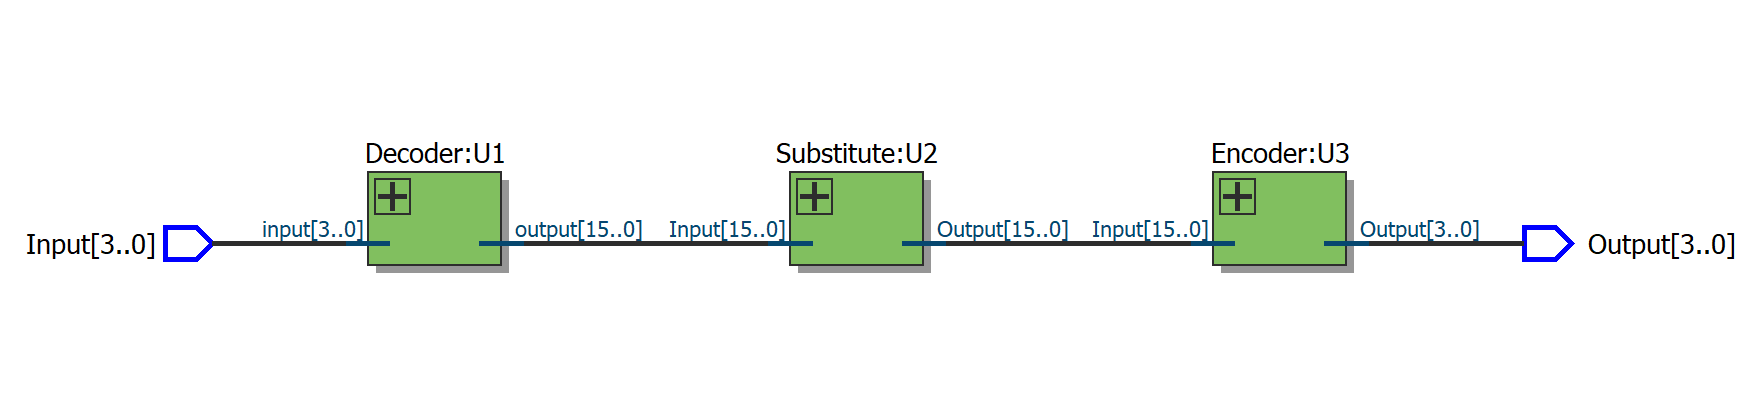 Decoder:U1
Substitute:U2
Encoder:U3
Input[3..0]
input[3..0]
output[15..0]
Input[15..0]
Output[15..0]
Input[15..0]
Output[3..0]
Output[3..0]